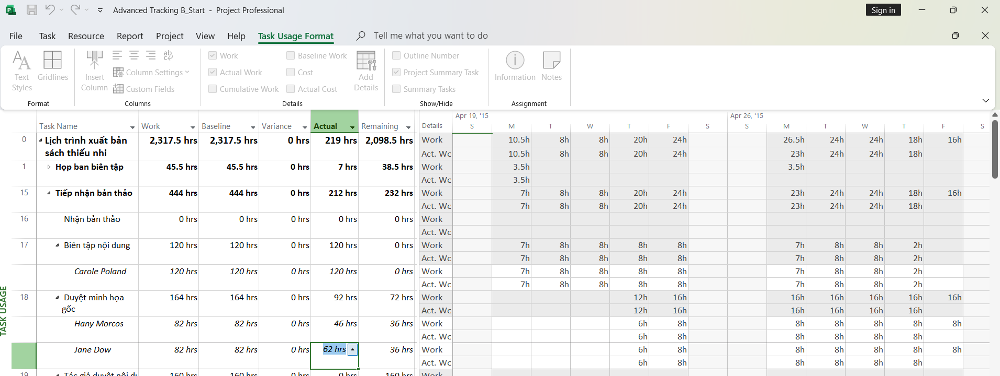 Advanced Tracking B_Start - Project Professional
Sign in
File Task Resource Report Project View Help Task Usage Format Tell me what you want to do
Text Styles
Gridlines
Format
Insert Column
Column Settings
Custom Fields
Columns
Work
Actual Work
Cumulative Work
Baseline Work
Cost
Actual Cost
Add Details
Details
Outline Number
Project Summary Task
Summary Tasks
Show/Hide
Information
Notes
Assignment
Task Name Work Baseline Variance Actual Remaining Details
Apr 19, '15 Apr 26, '15
S M T W T F S S M T W T F S
0 Lịch trình xuất bản sách thiếu nhi 2,317.5 hrs 2,317.5 hrs 0 hrs 219 hrs 2,098.5 hrs Work 10.5h 8h 8h 20h 24h 26.5h 24h 24h 18h 16h
Act. Wc 10.5h 8h 8h 20h 24h 23h 24h 24h 18h
1 Họp ban biên tập 45.5 hrs 45.5 hrs 0 hrs 7 hrs 38.5 hrs Work 3.5h 3.5h
Act. Wc 3.5h
15 Tiếp nhận bản thảo 444 hrs 444 hrs 0 hrs 212 hrs 232 hrs Work 7h 8h 8h 20h 24h 23h 24h 24h 18h 16h
Act. Wc 7h 8h 8h 20h 24h 23h 24h 24h 18h
16 Nhận bản thảo 0 hrs 0 hrs 0 hrs 0 hrs 0 hrs Work
Act. Wc
17 Biên tập nội dung 120 hrs 120 hrs 0 hrs 120 hrs 0 hrs Work 7h 8h 8h 8h 8h 7h 8h 8h 2h
Act. Wc 7h 8h 8h 8h 8h 7h 8h 8h 2h
Carole Poland 120 hrs 120 hrs 0 hrs 120 hrs 0 hrs Work 7h 8h 8h 8h 8h 7h 8h 8h 2h
Act. Wc 7h 8h 8h 8h 8h 7h 8h 8h 2h
18 Duyệt minh họa gốc 164 hrs 164 hrs 0 hrs 92 hrs 72 hrs Work 12h 16h 16h 16h 16h 16h 16h
Act. Wc 12h 16h 16h 16h 16h 16h
Hany Morcos 82 hrs 82 hrs 0 hrs 46 hrs 36 hrs Work 6h 8h 8h 8h 8h 8h 8h
Act. Wc 6h 8h 8h 8h 8h 8h
Jane Dow 82 hrs 82 hrs 0 hrs 62 hrs 36 hrs Work 6h 8h 8h 8h 8h 8h 8h
Act. Wc 6h 8h 8h 8h 8h 8h
19 Tác giả duyệt nội 160 hrs 160 hrs 0 hrs 0 hrs 160 hrs Work
TASK USAGE